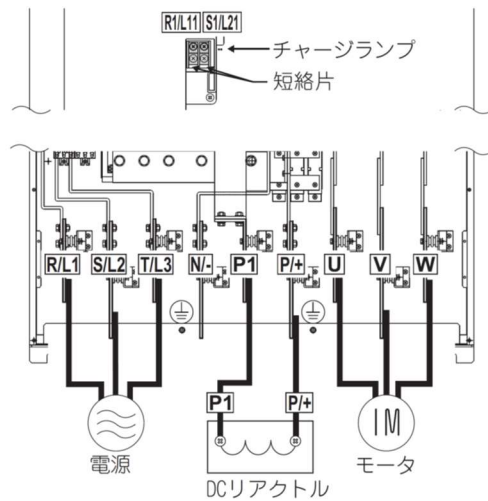 R1/L11 S1/L21
チャージランプ
短絡片
R/L1 S/L2 T/L3 N/- P1 P/+ U V W
P1 P/+
IM
電源
DCリアクトル
モータ